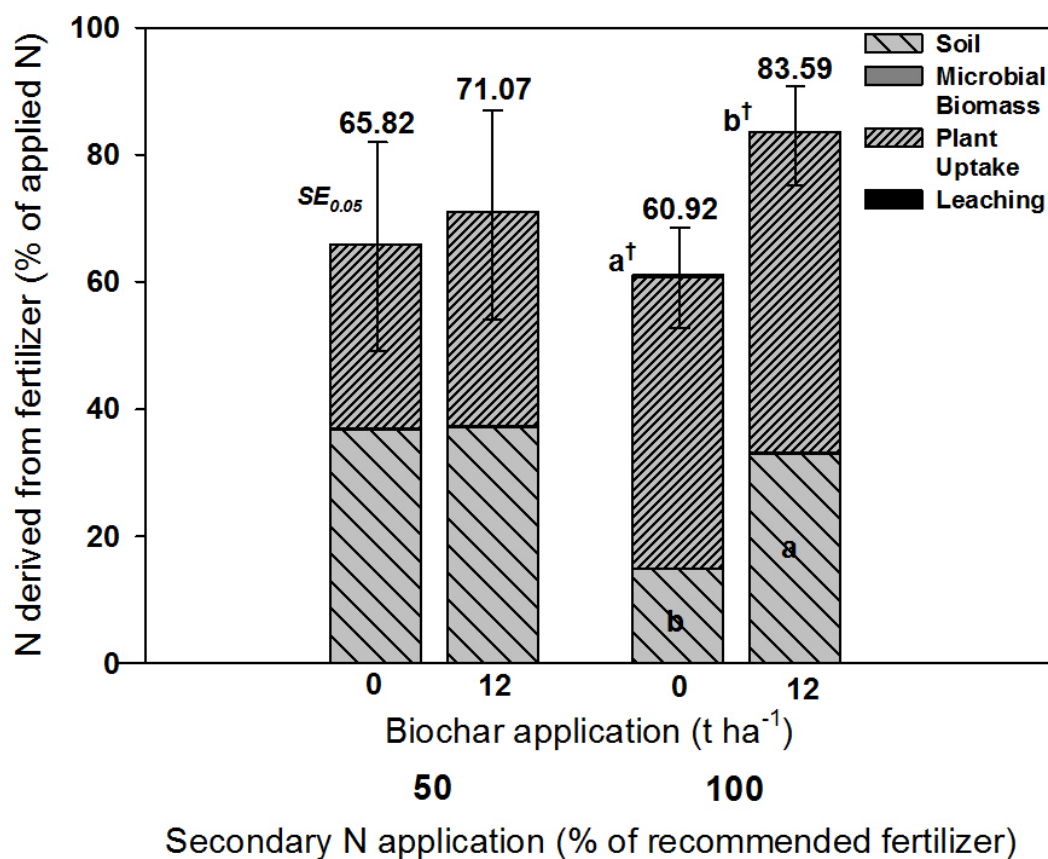 N derived from fertilizer (% of applied N)
100
80
60
40
20
0
65.82
71.07
60.92
83.59
SE0.05
a†
b†
b
a
Soil
Microbial
Biomass
Plant
Uptake
Leaching
0
12
0
12
Biochar application (t ha⁻¹)
50
100
Secondary N application (% of recommended fertilizer)